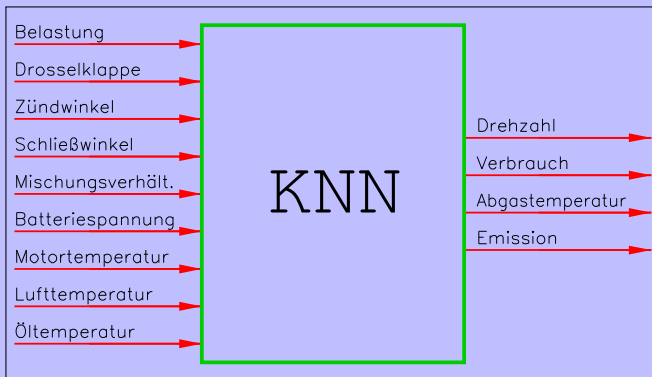 Belastung
Drosselklappe
Zündwinkel
Schließwinkel
Mischungsverhält.
Batteriespannung
Motortemperatur
Lufttemperatur
Öltemperatur
KNN
Drehzahl
Verbrauch
Abgastemperatur
Emission